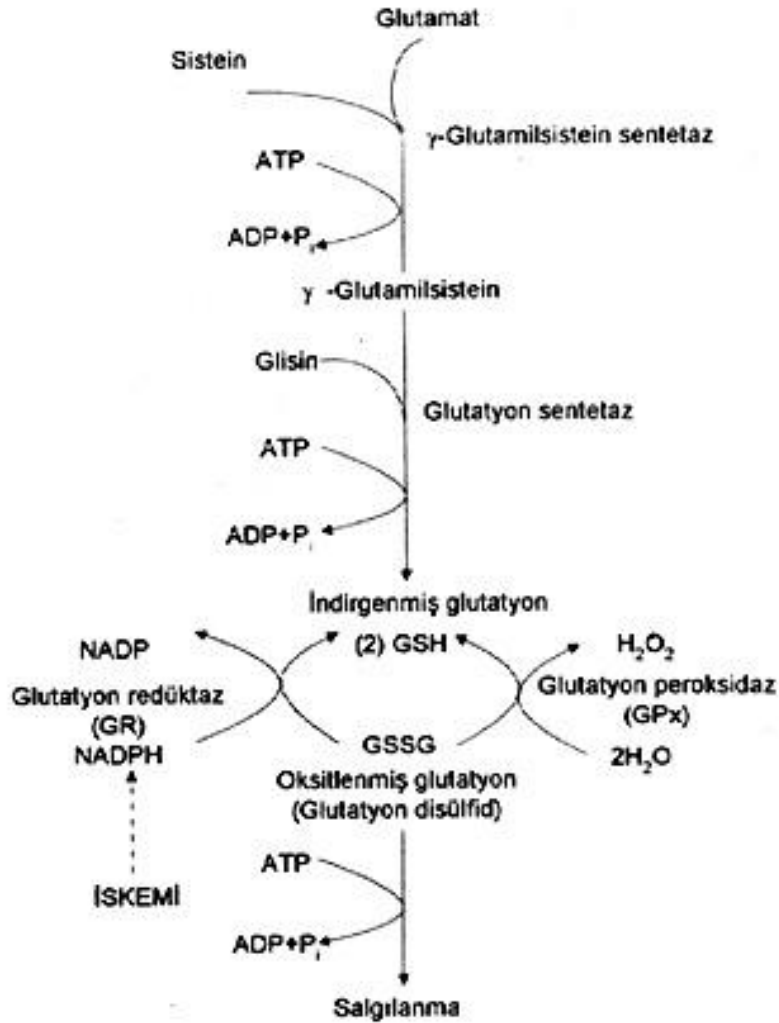 Glutamat
Sistein
γ-Glutamilsistein sentetaz
ATP
ADP+Pi
γ -Glutamilsistein
Glisin
Glutatyon sentetaz
ATP
ADP+Pi
İndirgenmiş glutatyon
NADP
(2) GSH
H₂O₂
Glutatyon redüktaz
(GR)
Glutatyon peroksidaz
(GPx)
NADPH
GSSG
2H₂O
Oksitlenmiş glutatyon
(Glutatyon disülfid)
ATP
İSKEMİ
ADP+Pi
Salgılanma